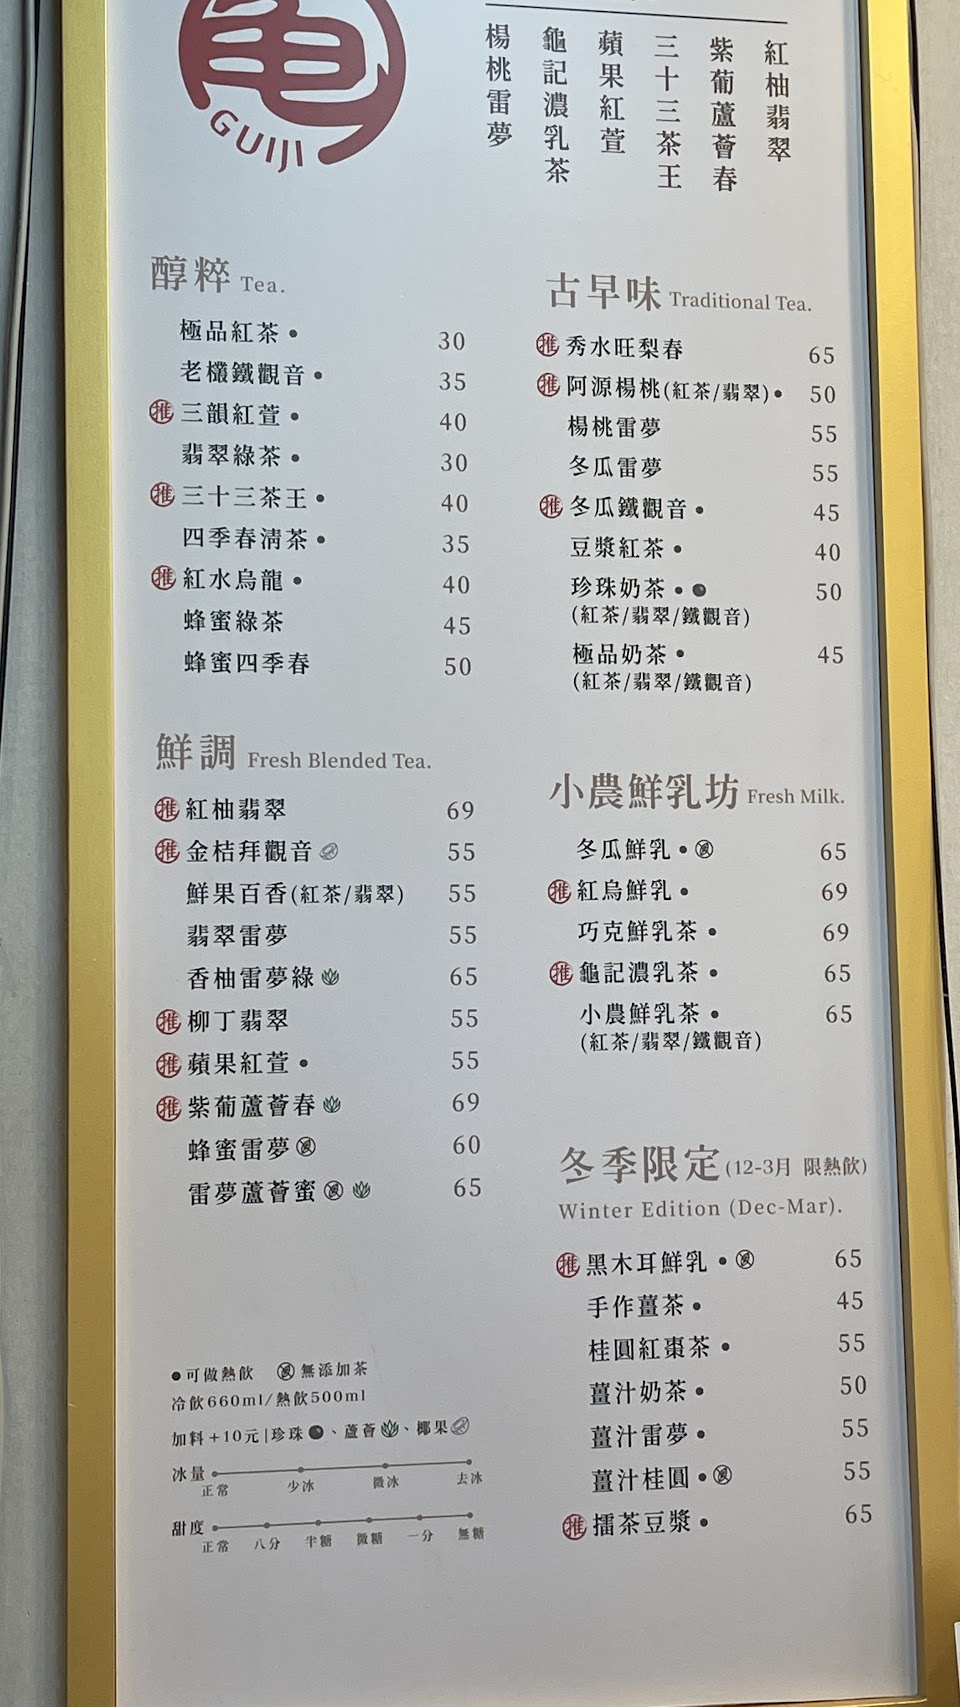 龜
GUIJI
紅柚翡翠
紫葡蘆薈春
三十三茶王
蘋果紅萱
龜記濃乳茶
楊桃雷夢
醇粹 Tea.
極品紅茶 • 30
老欉鐵觀音 • 35
推 三韻紅萱 • 40
翡翠綠茶 • 30
推 三十三茶王 • 40
四季春清茶 • 35
推 紅水烏龍 • 40
蜂蜜綠茶 45
蜂蜜四季春 50
鮮調 Fresh Blended Tea.
推 紅柚翡翠 69
推 金桔拜觀音 55
鮮果百香(紅茶/翡翠) 55
翡翠雷夢 55
香柚雷夢綠 65
推 柳丁翡翠 55
推 蘋果紅萱 • 55
推 紫葡蘆薈春 69
蜂蜜雷夢 60
雷夢蘆薈蜜 65
•可做熱飲 無添加茶
冷飲660ml/熱飲500ml
加料+10元|珍珠、蘆薈、椰果
冰量
正常 少冰 微冰 去冰
甜度
正常 八分 半糖 微糖 一分 無糖
古早味 Traditional Tea.
推 秀水旺梨春 65
推 阿源楊桃(紅茶/翡翠) • 50
楊桃雷夢 55
冬瓜雷夢 55
推 冬瓜鐵觀音 • 45
豆漿紅茶 • 40
珍珠奶茶 • 50
(紅茶/翡翠/鐵觀音)
極品奶茶 • 45
(紅茶/翡翠/鐵觀音)
小農鮮乳坊 Fresh Milk.
冬瓜鮮乳 • 65
推 紅烏鮮乳 • 69
巧克鮮乳茶 • 69
推 龜記濃乳茶 • 65
小農鮮乳茶 • 65
(紅茶/翡翠/鐵觀音)
冬季限定(12-3月 限熱飲)
Winter Edition (Dec-Mar).
推 黑木耳鮮乳 • 65
手作薑茶 • 45
桂圓紅棗茶 • 55
薑汁奶茶 • 50
薑汁雷夢 • 55
薑汁桂圓 • 55
推 擂茶豆漿 • 65